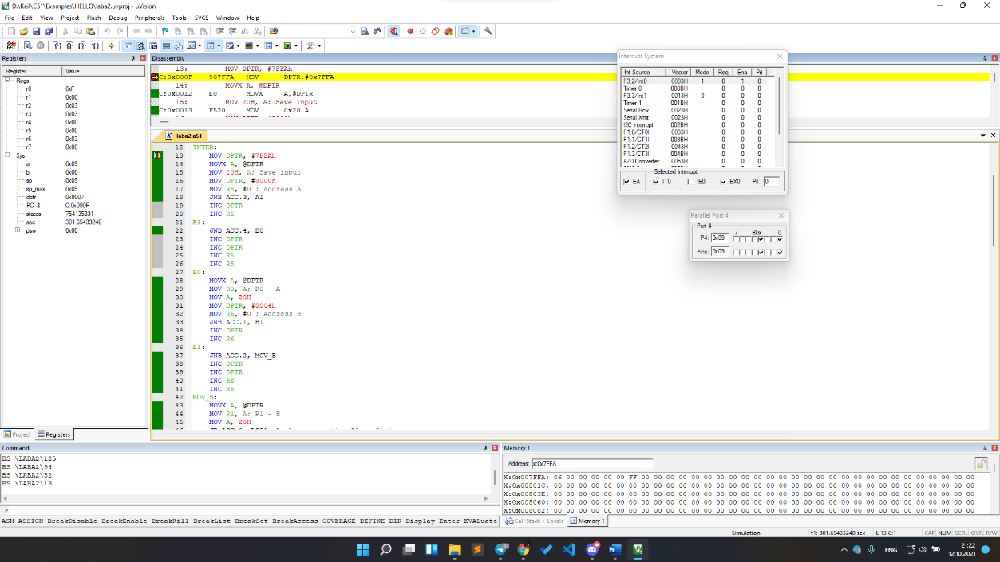 D:\Keil\C51\Examples\HELLO\laba2.uvproj - µVision
File Edit View Project Flash Debug Peripherals Tools SVCS Window Help
Registers
Register Value
Regs
r0 0xff
r1 0x00
r2 0x03
r3 0x03
r4 0x00
r5 0x00
r6 0x03
r7 0x00
Sys
a 0x09
b 0x00
sp 0x09
sp_max 0x09
dptr 0x8007
PC $ C:0x000F
states 754135831
sec 301.65433240
psw 0x00
Project Registers
Disassembly
13: MOV DPTR, #7FFAh
C:0x000F 907FFA MOV DPTR,#0x7FFA
14: MOVX A, @DPTR
C:0x0012 E0 MOVX A,@DPTR
15: MOV 20H, A; Save input
C:0x0013 F520 MOV 0x20,A
laba2.a51
12 INTER:
13 MOV DPTR, #7FFAh
14 MOVX A, @DPTR
15 MOV 20H, A; Save input
16 MOV DPTR, #8000h
17 MOV R5, #0 ; Address A
18 JNB ACC.3, A1
19 INC DPTR
20 INC R5
21 A1:
22 JNB ACC.4, B0
23 INC DPTR
24 INC DPTR
25 INC R5
26 INC R5
27 B0:
28 MOVX A, @DPTR
29 MOV R0, A; R0 - A
30 MOV A, 20H
31 MOV DPTR, #8004h
32 MOV R6, #0 ; Address B
33 JNB ACC.1, B1
34 INC DPTR
35 INC R6
36 B1:
37 JNB ACC.2, MOV_B
38 INC DPTR
39 INC DPTR
40 INC R6
41 INC R6
42 MOV_B:
43 MOVX A, @DPTR
44 MOV R1, A; R1 - B
45 MOV A, 20H
Interrupt System
Int Source Vector Mode Req Ena Pri
P3.2/Int0 0003H 1 0 1 0
Timer 0 000BH 0 0 0
P3.3/Int1 0013H 0 0 0 0
Timer 1 001BH 0 0 0
Serial Rcv. 0023H 0 0 0
Serial Xmit. 0023H 0 0 0
I2C Interrupt 002BH 0 0 0
P1.0/CT0I 0033H 0 0 0
P1.1/CT1I 003BH 0 0 0
P1.2/CT2I 0043H 0 0 0
P1.3/CT3I 004BH 0 0 0
A/D Converter 0053H 0 0 0
Selected Interrupt
EA IT0 IE0 EX0 Pri.: 0
Parallel Port 4
Port 4
7 Bits 0
P4: 0x09
Pins: 0x09
Command
BS \LABA2\125
BS \LABA2\94
BS \LABA2\52
BS \LABA2\13
>
ASM ASSIGN BreakDisable BreakEnable BreakKill BreakList BreakSet BreakAccess COVERAGE DEFINE DIR Display Enter EVALuate
Memory 1
Address: x:0x7FFA
X:0x007FFA: 06 00 00 00 00 00 FF 00 00 00 00 00 00 00 00 00 00 00 00 00 00 00 00 00 00 00 00 00 00 00 00 00 00 00
X:0x00801C: 00 00 00 00 00 00 00 00 00 00 00 00 00 00 00 00 00 00 00 00 00 00 00 00 00 00 00 00 00 00 00 00 00 00
X:0x00803E: 00 00 00 00 00 00 00 00 00 00 00 00 00 00 00 00 00 00 00 00 00 00 00 00 00 00 00 00 00 00 00 00 00 00
X:0x008060: 00 00 00 00 00 00 00 00 00 00 00 00 00 00 00 00 00 00 00 00 00 00 00 00 00 00 00 00 00 00 00 00 00 00
X:0x008082: 00 00 00 00 00 00 00 00 00 00 00 00 00 00 00 00 00 00 00 00 00 00 00 00 00 00 00 00 00 00 00 00 00 00
Call Stack + Locals Memory 1
Simulation t1: 301.65433240 sec L:13 C:1 CAP NUM SCRL OVR R/W
ENG
21:22
12.10.2021
1